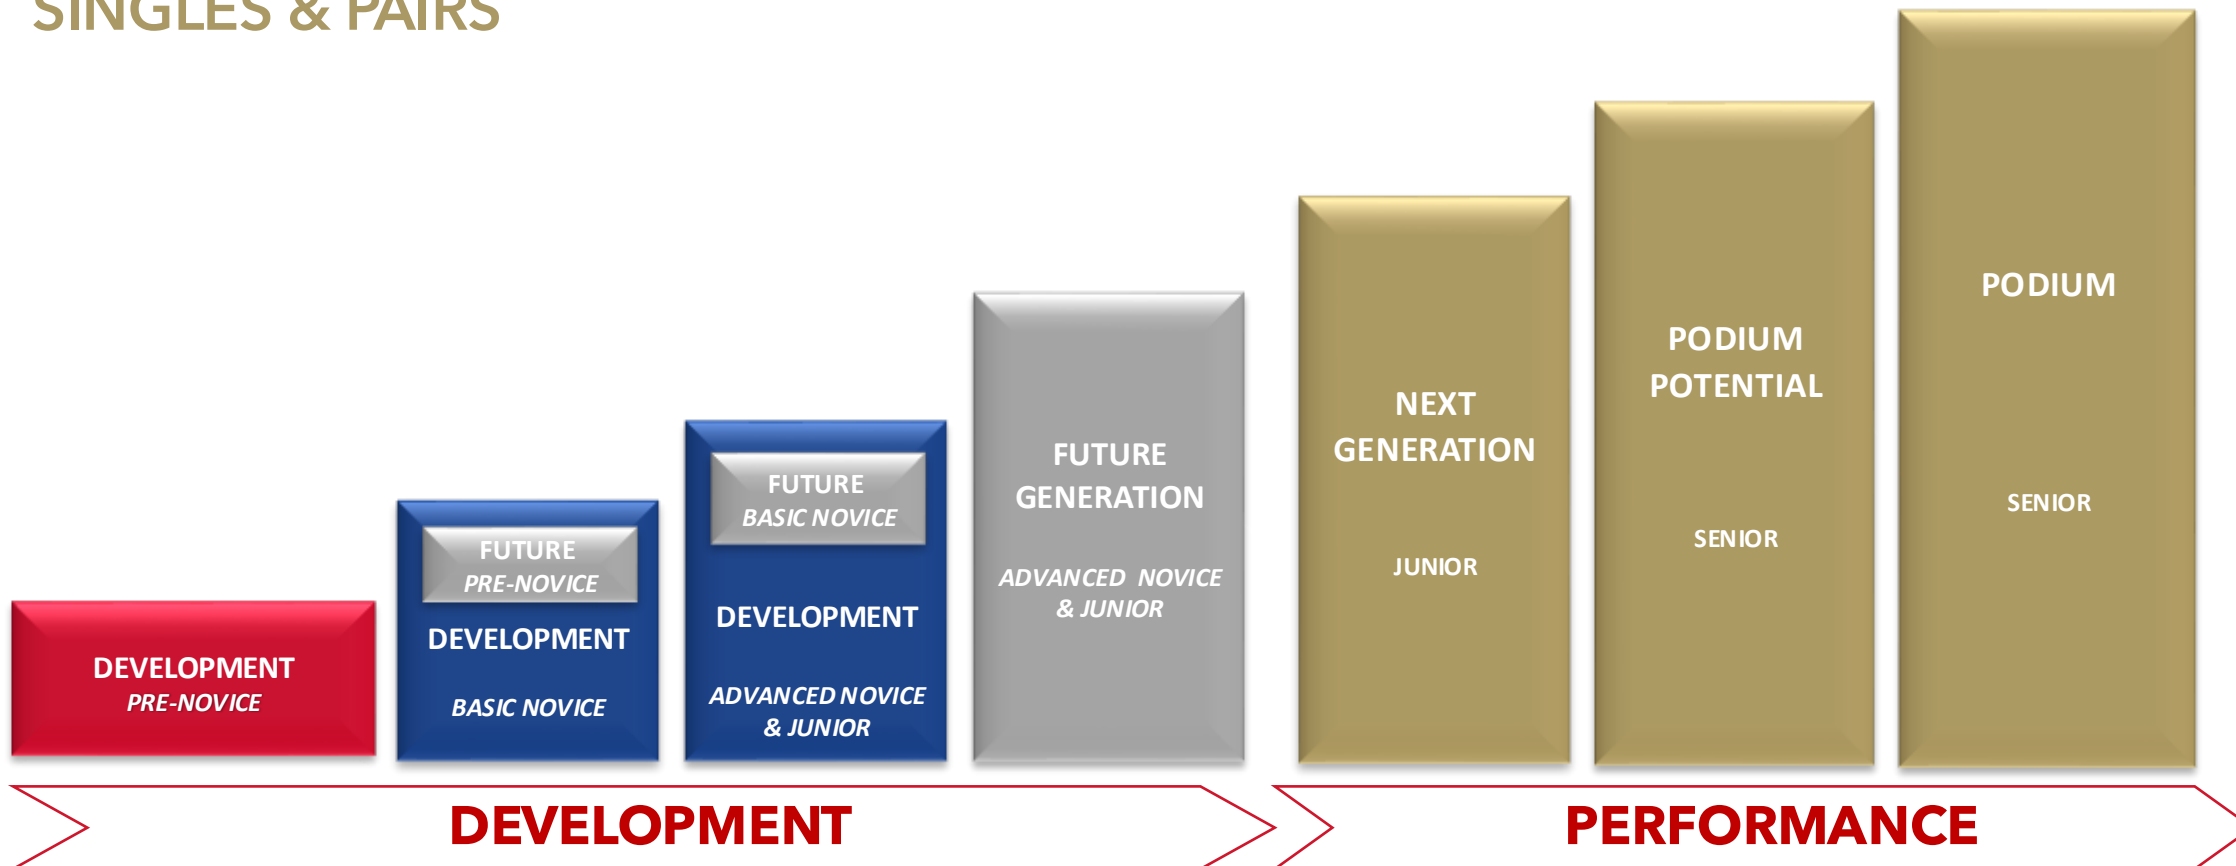 SINGLES & PAIRS
DEVELOPMENT
PRE-NOVICE
FUTURE
PRE-NOVICE
DEVELOPMENT
BASIC NOVICE
FUTURE
BASIC NOVICE
DEVELOPMENT
ADVANCED NOVICE
& JUNIOR
FUTURE
GENERATION
ADVANCED NOVICE
& JUNIOR
NEXT
GENERATION
JUNIOR
PODIUM
POTENTIAL
SENIOR
PODIUM
SENIOR
DEVELOPMENT
PERFORMANCE